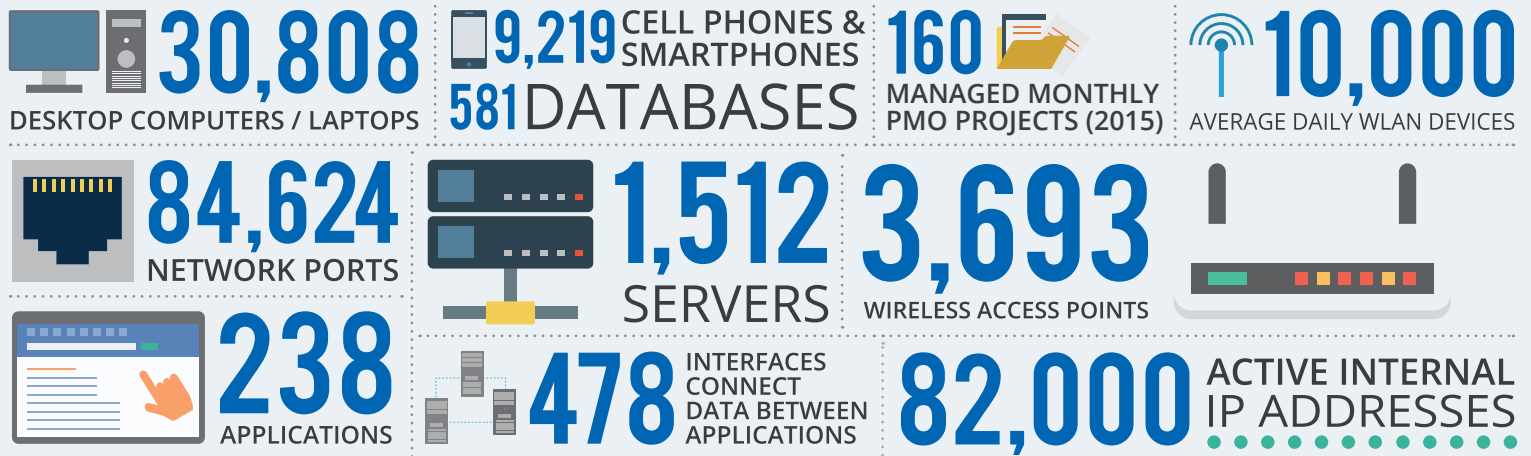 30,808
DESKTOP COMPUTERS / LAPTOPS
9,219 CELL PHONES &
SMARTPHONES
581 DATABASES
160
MANAGED MONTHLY
PMO PROJECTS (2015)
10,000
AVERAGE DAILY WLAN DEVICES
84,624
NETWORK PORTS
1,512
SERVERS
3,693
WIRELESS ACCESS POINTS
238
APPLICATIONS
478
INTERFACES
CONNECT
DATA BETWEEN
APPLICATIONS
82,000
ACTIVE INTERNAL
IP ADDRESSES